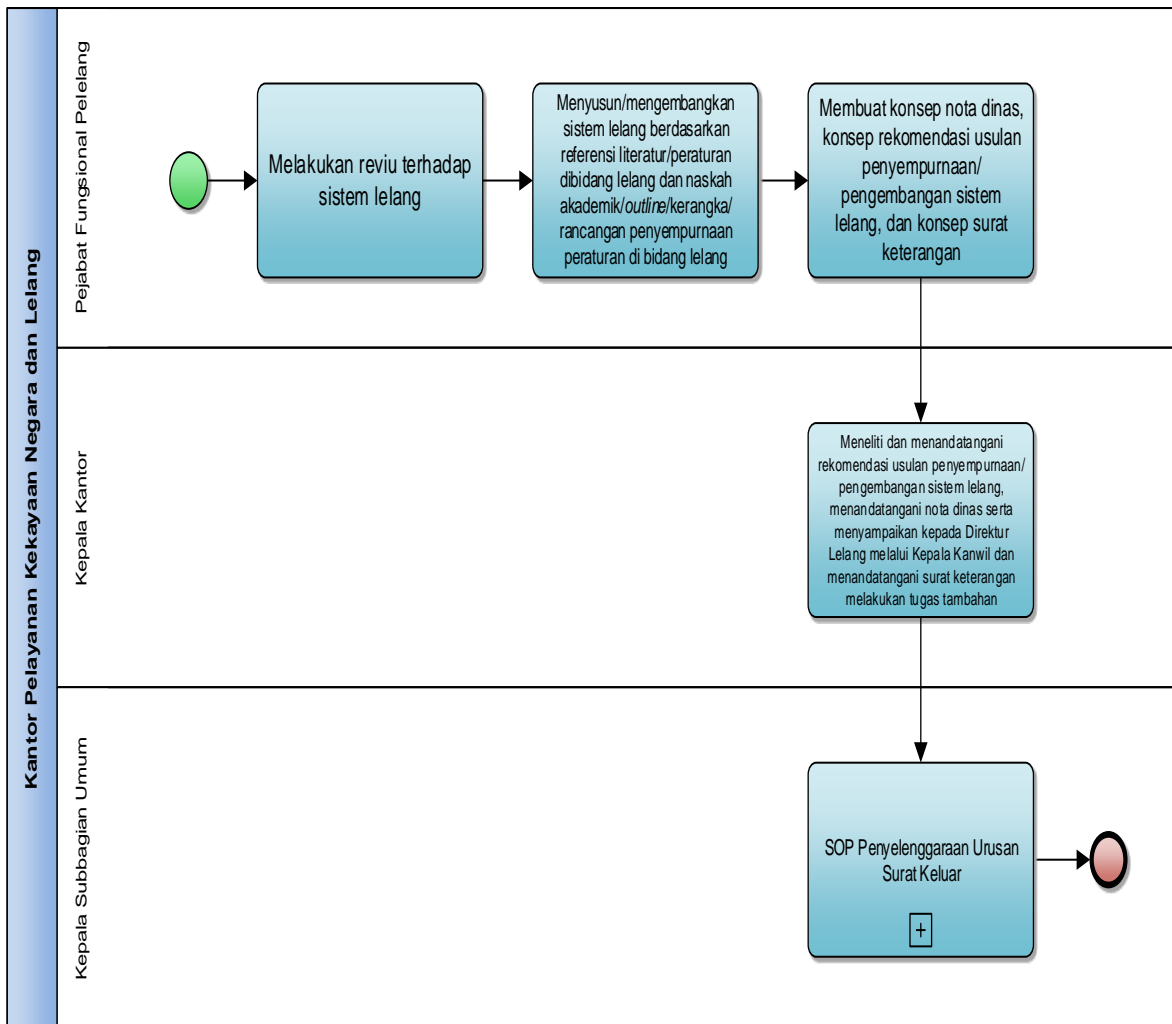 Kantor Pelayanan Kekayaan Negara dan Lelang
Pejabat Fungsional Pelelang
Melakukan reviu terhadap
sistem lelang
Menyusun/mengembangkan
sistem lelang berdasarkan
referensi literatur/peraturan
dibidang lelang dan naskah
akademik/outline/kerangka/
rancangan penyempurnaan
peraturan di bidang lelang
Membuat konsep nota dinas,
konsep rekomendasi usulan
penyempurnaan/
pengembangan sistem
lelang, dan konsep surat
keterangan
Kepala Kantor
Meneliti dan menandatangani
rekomendasi usulan penyempurnaan/
pengembangan sistem lelang,
menandatangani nota dinas serta
menyampaikan kepada Direktur
Lelang melalui Kepala Kanwil dan
menandatangani surat keterangan
melakukan tugas tambahan
Kepala Subbagian Umum
SOP Penyelenggaraan Urusan
Surat Keluar
+